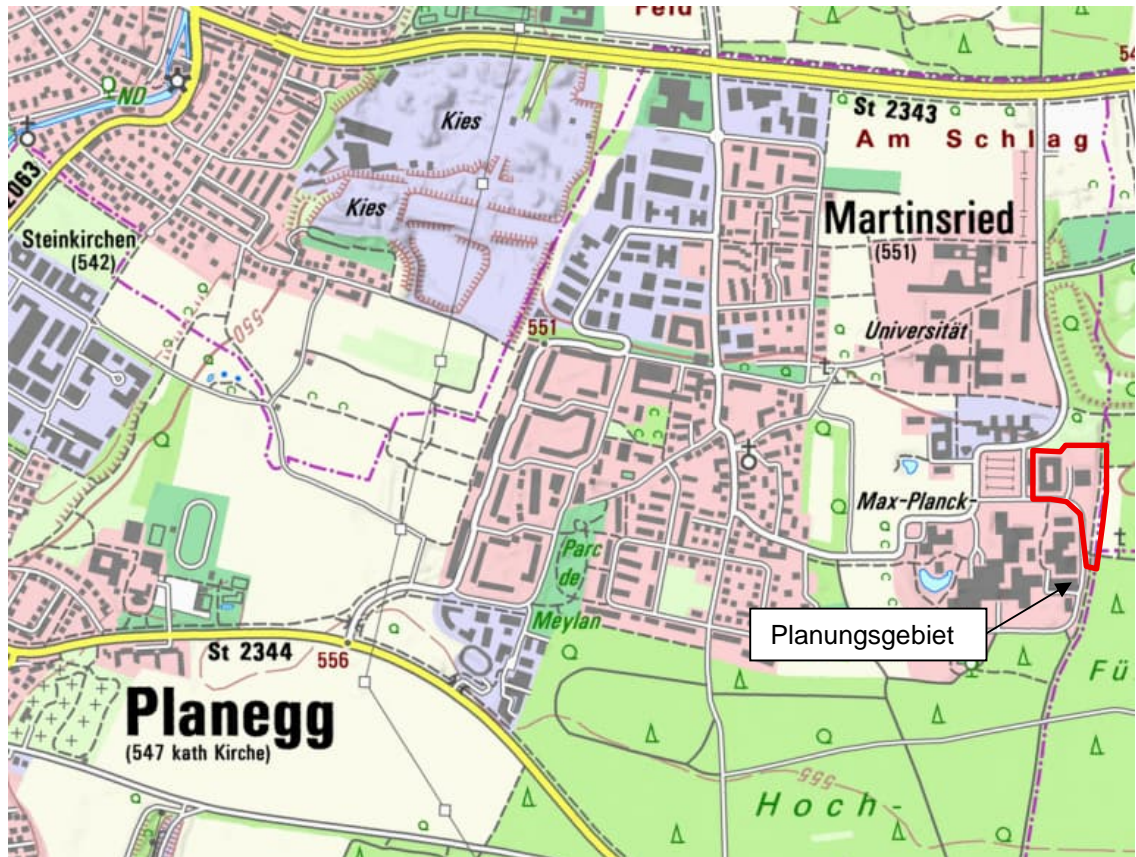 Feld
54
ND
Kies
St 2343
Am Schlag
2063
Kies
Martinsried
(551)
Steinkirchen
(542)
550
551
Universität
Max-Planck-
t
Parc
de
Meylan
Planungsgebiet
St 2344
556
Fü
Planegg
(547 kath Kirche)
555
Hoch-